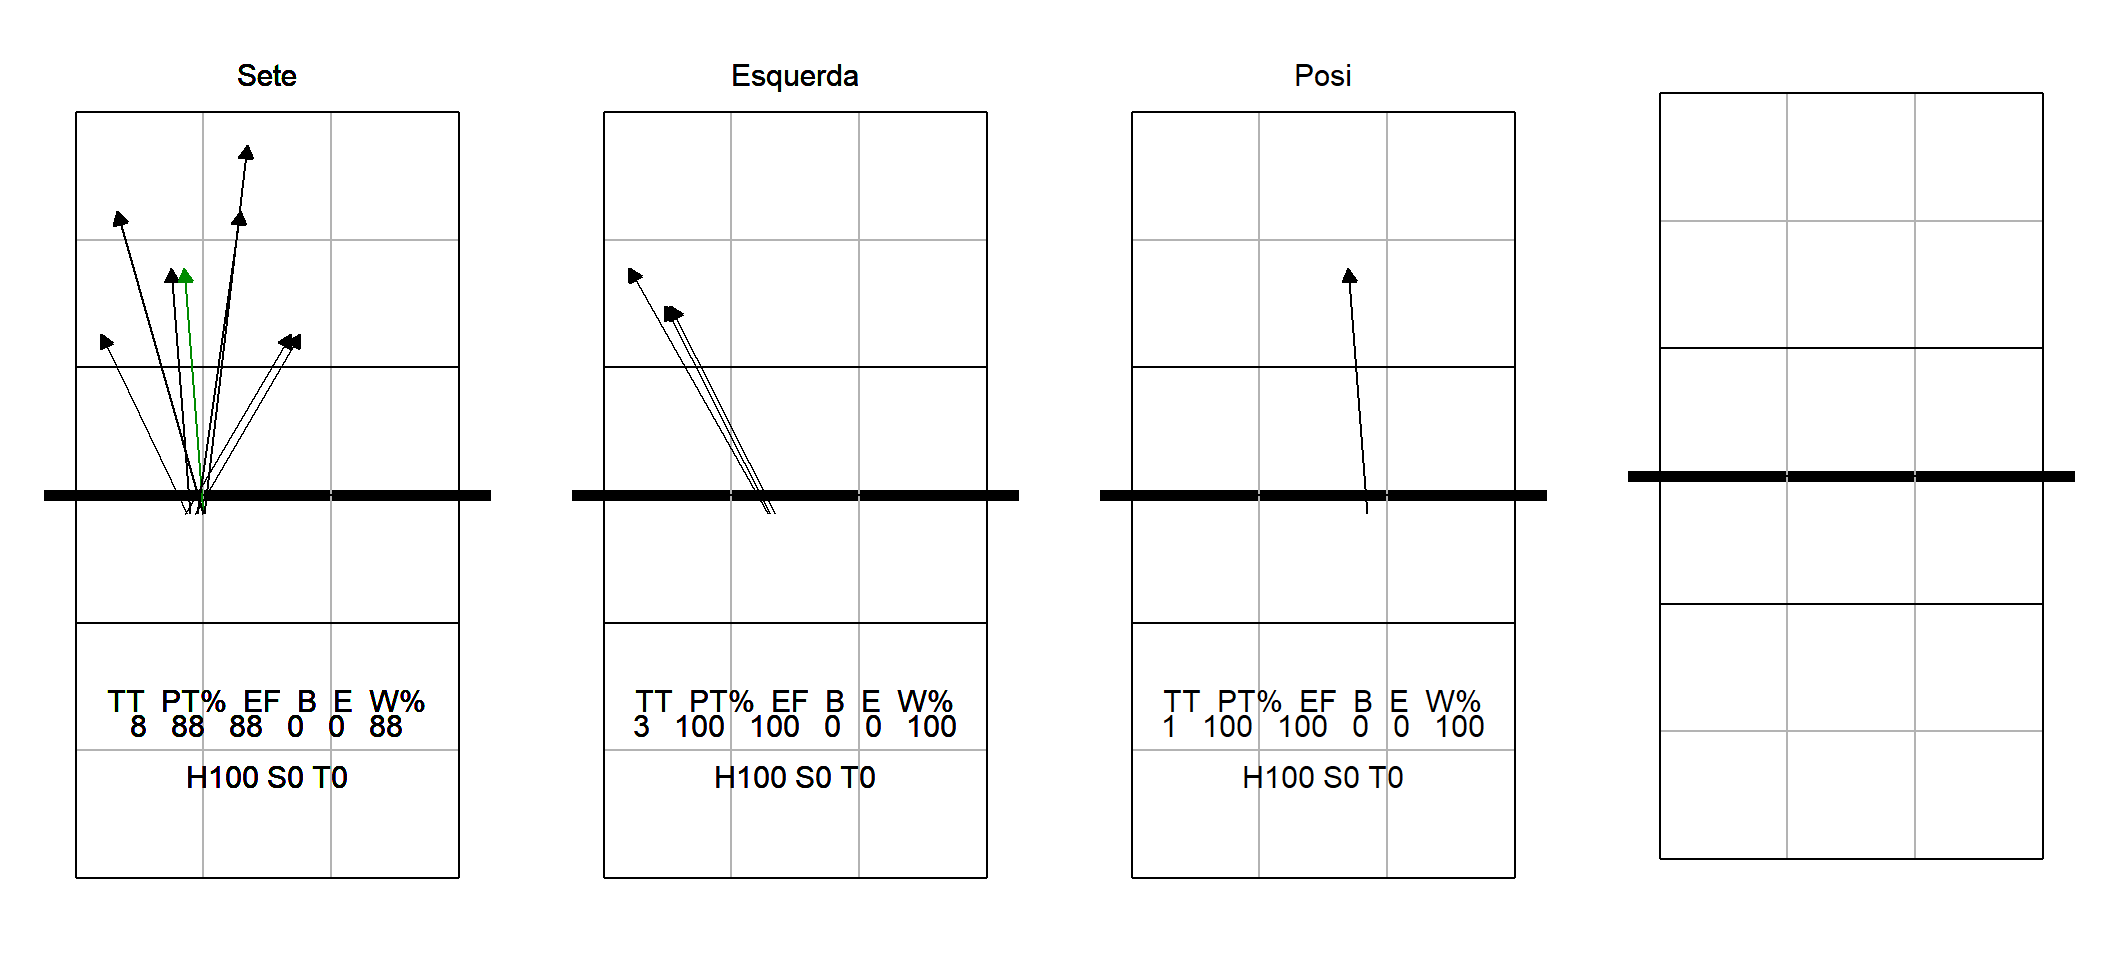 Sete
TT PT% EF B E W%
8 88 88 0 0 88
H100 S0 T0
Esquerda
TT PT% EF B E W%
3 100 100 0 0 100
H100 S0 T0
Posi
TT PT% EF B E W%
1 100 100 0 0 100
H100 S0 T0